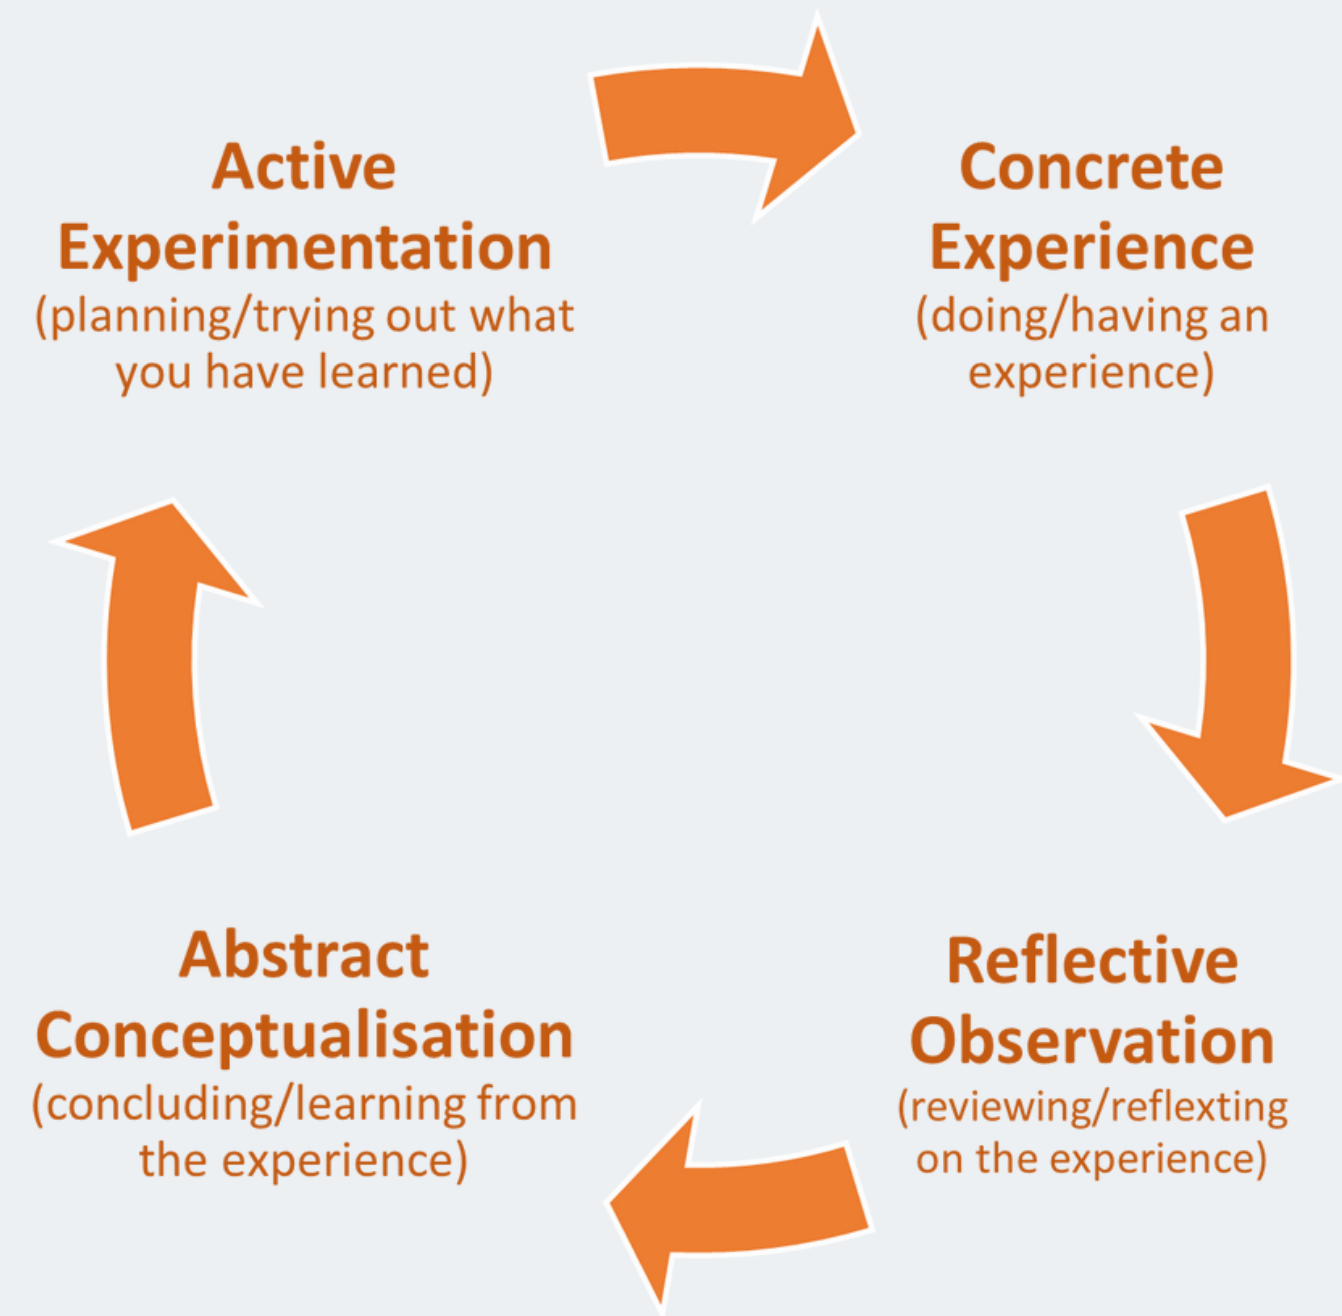 Active
Experimentation
(planning/trying out what
you have learned)
Concrete
Experience
(doing/having an
experience)
Reflective
Observation
(reviewing/reflexting
on the experience)
Abstract
Conceptualisation
(concluding/learning from
the experience)